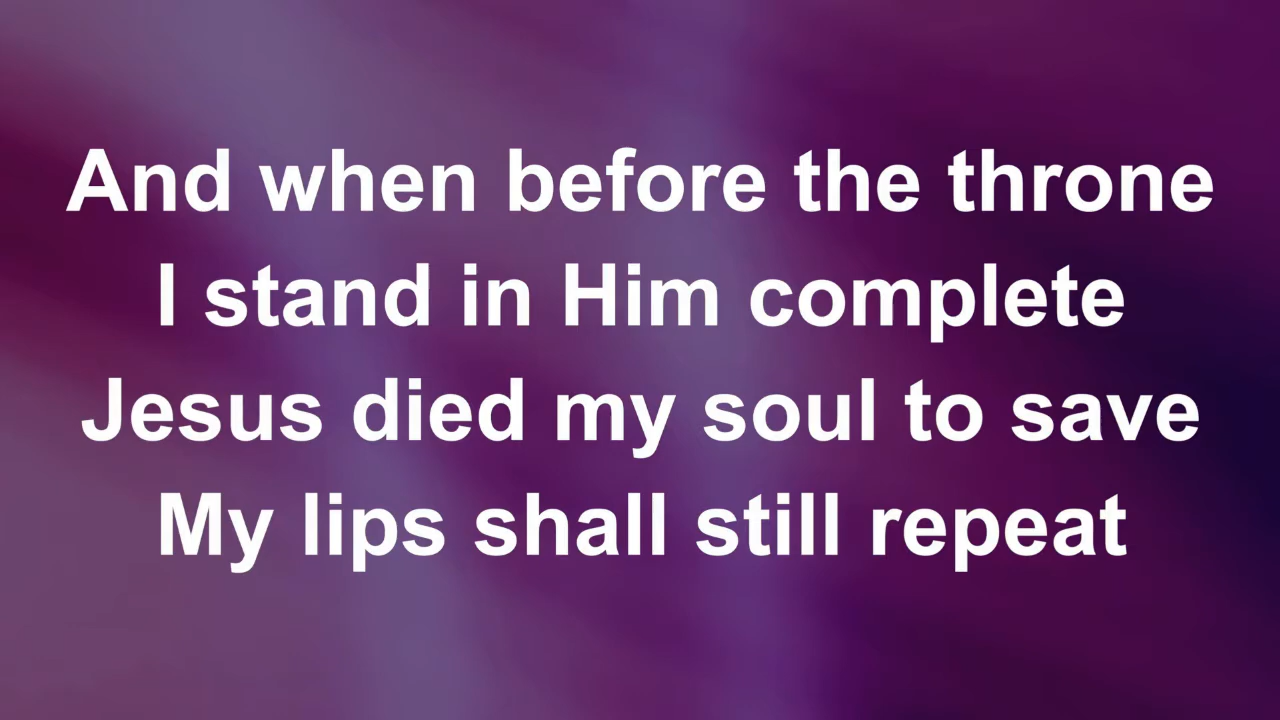 And when before the throne
I stand in Him complete
Jesus died my soul to save
My lips shall still repeat